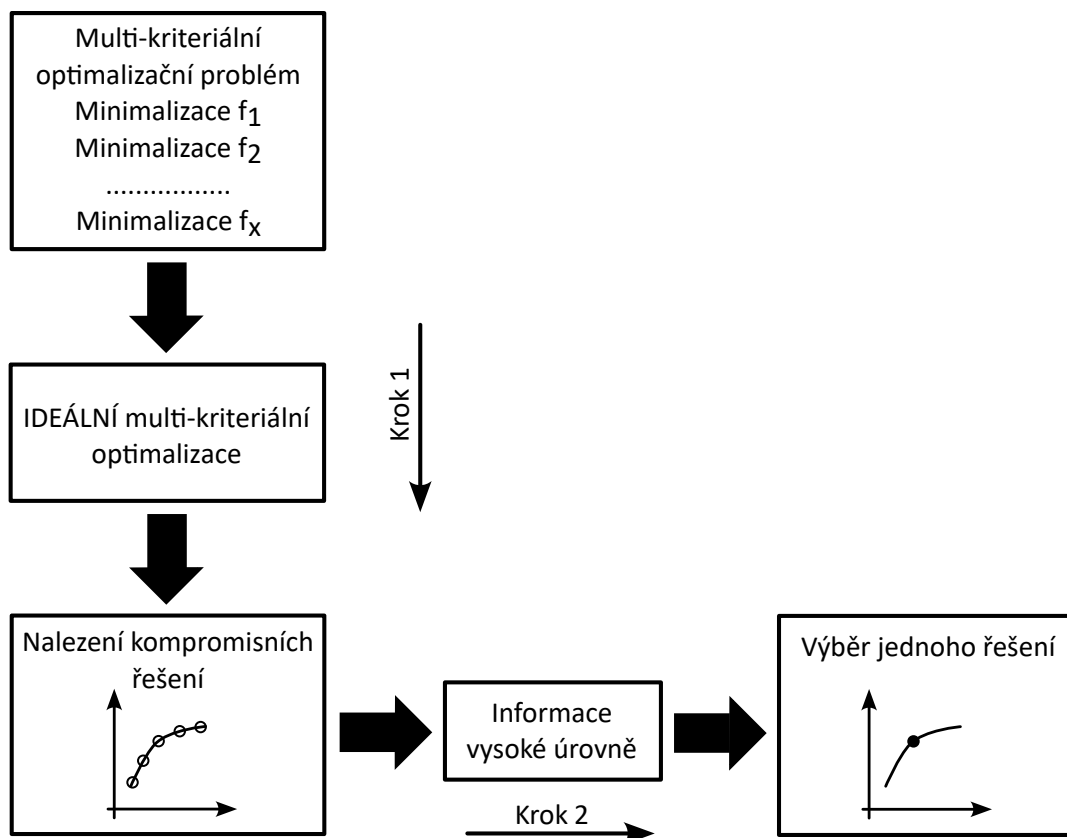 Multi-kriteriální
optimalizační problém
Minimalizace f1
Minimalizace f2
.................
Minimalizace fx
IDEÁLNÍ multi-kriteriální
optimalizace
Krok 1
Nalezení kompromisních
řešení
Informace
vysoké úrovně
Krok 2
Výběr jednoho řešení